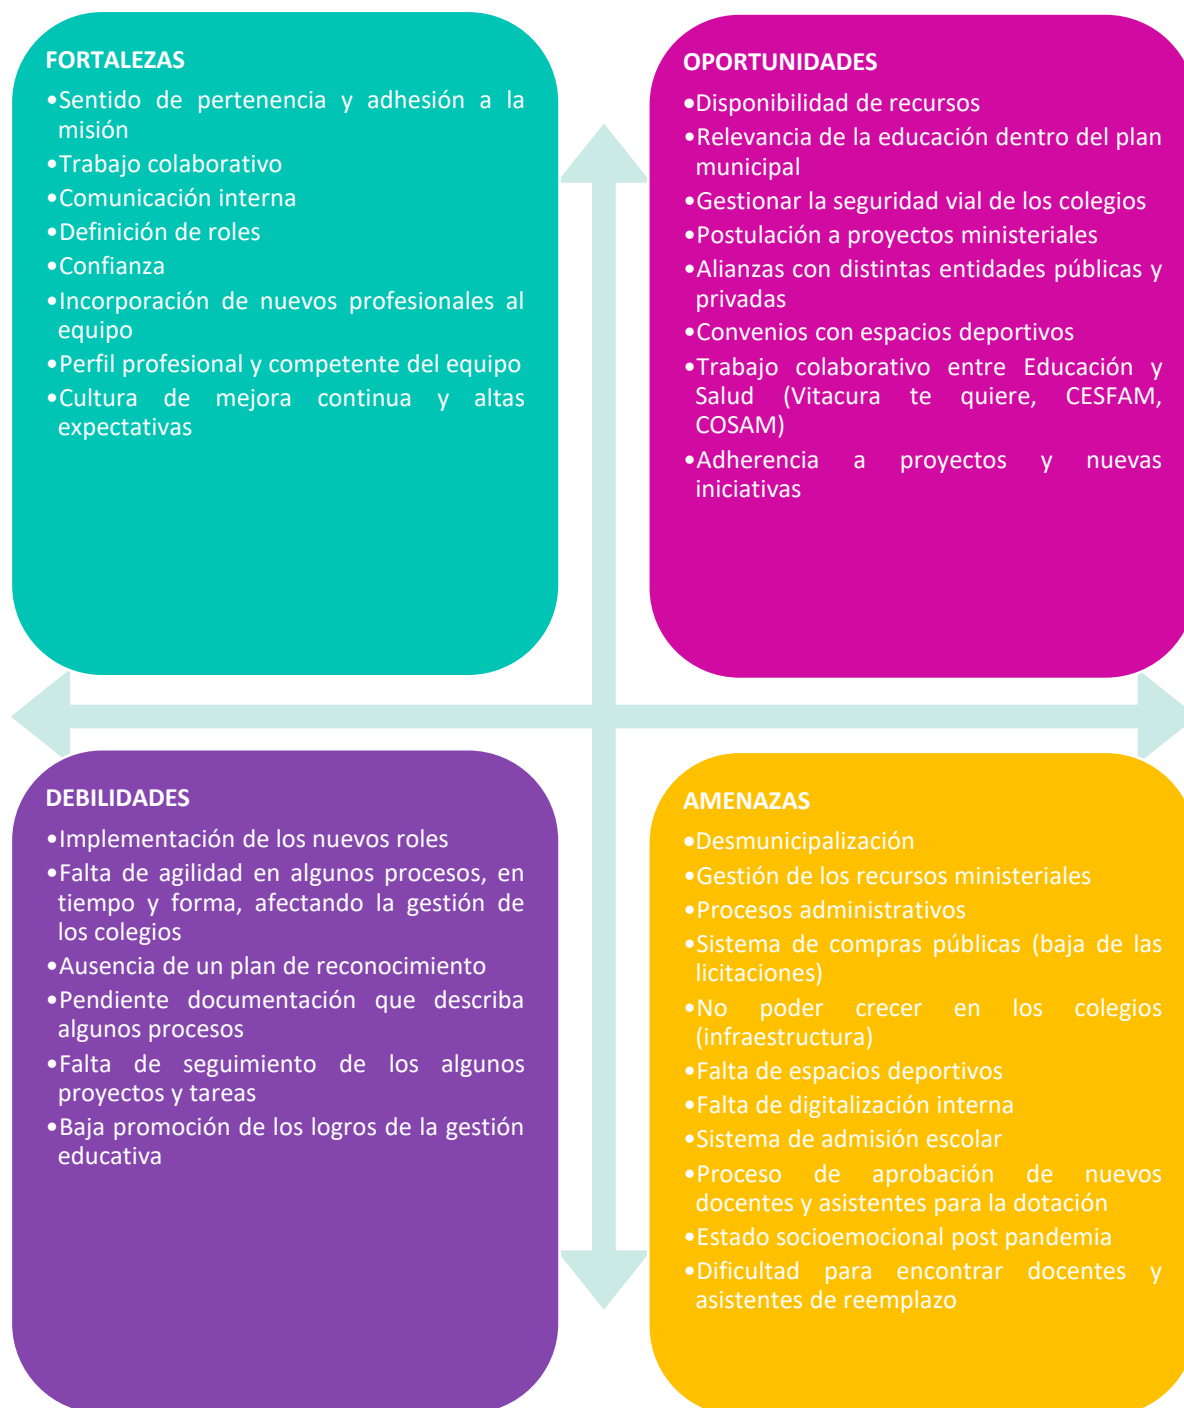 FORTALEZAS
•Sentido de pertenencia y adhesión a la
misión
•Trabajo colaborativo
•Comunicación interna
•Definición de roles
•Confianza
•Incorporación de nuevos profesionales al
equipo
•Perfil profesional y competente del equipo
•Cultura de mejora continua y altas
expectativas
OPORTUNIDADES
•Disponibilidad de recursos
•Relevancia de la educación dentro del plan
municipal
•Gestionar la seguridad vial de los colegios
•Postulación a proyectos ministeriales
•Alianzas con distintas entidades públicas y
privadas
•Convenios con espacios deportivos
•Trabajo colaborativo entre Educación y
Salud (Vitacura te quiere, CESFAM,
COSAM)
•Adherencia a proyectos y nuevas
iniciativas
DEBILIDADES
•Implementación de los nuevos roles
•Falta de agilidad en algunos procesos, en
tiempo y forma, afectando la gestión de
los colegios
•Ausencia de un plan de reconocimiento
•Pendiente documentación que describa
algunos procesos
•Falta de seguimiento de los algunos
proyectos y tareas
•Baja promoción de los logros de la gestión
educativa
AMENAZAS
•Desmunicipalización
•Gestión de los recursos ministeriales
•Procesos administrativos
•Sistema de compras públicas (baja de las
licitaciones)
•No poder crecer en los colegios
(infraestructura)
•Falta de espacios deportivos
•Falta de digitalización interna
•Sistema de admisión escolar
•Proceso de aprobación de nuevos
docentes y asistentes para la dotación
•Estado socioemocional post pandemia
•Dificultad para encontrar docentes y
asistentes de reemplazo